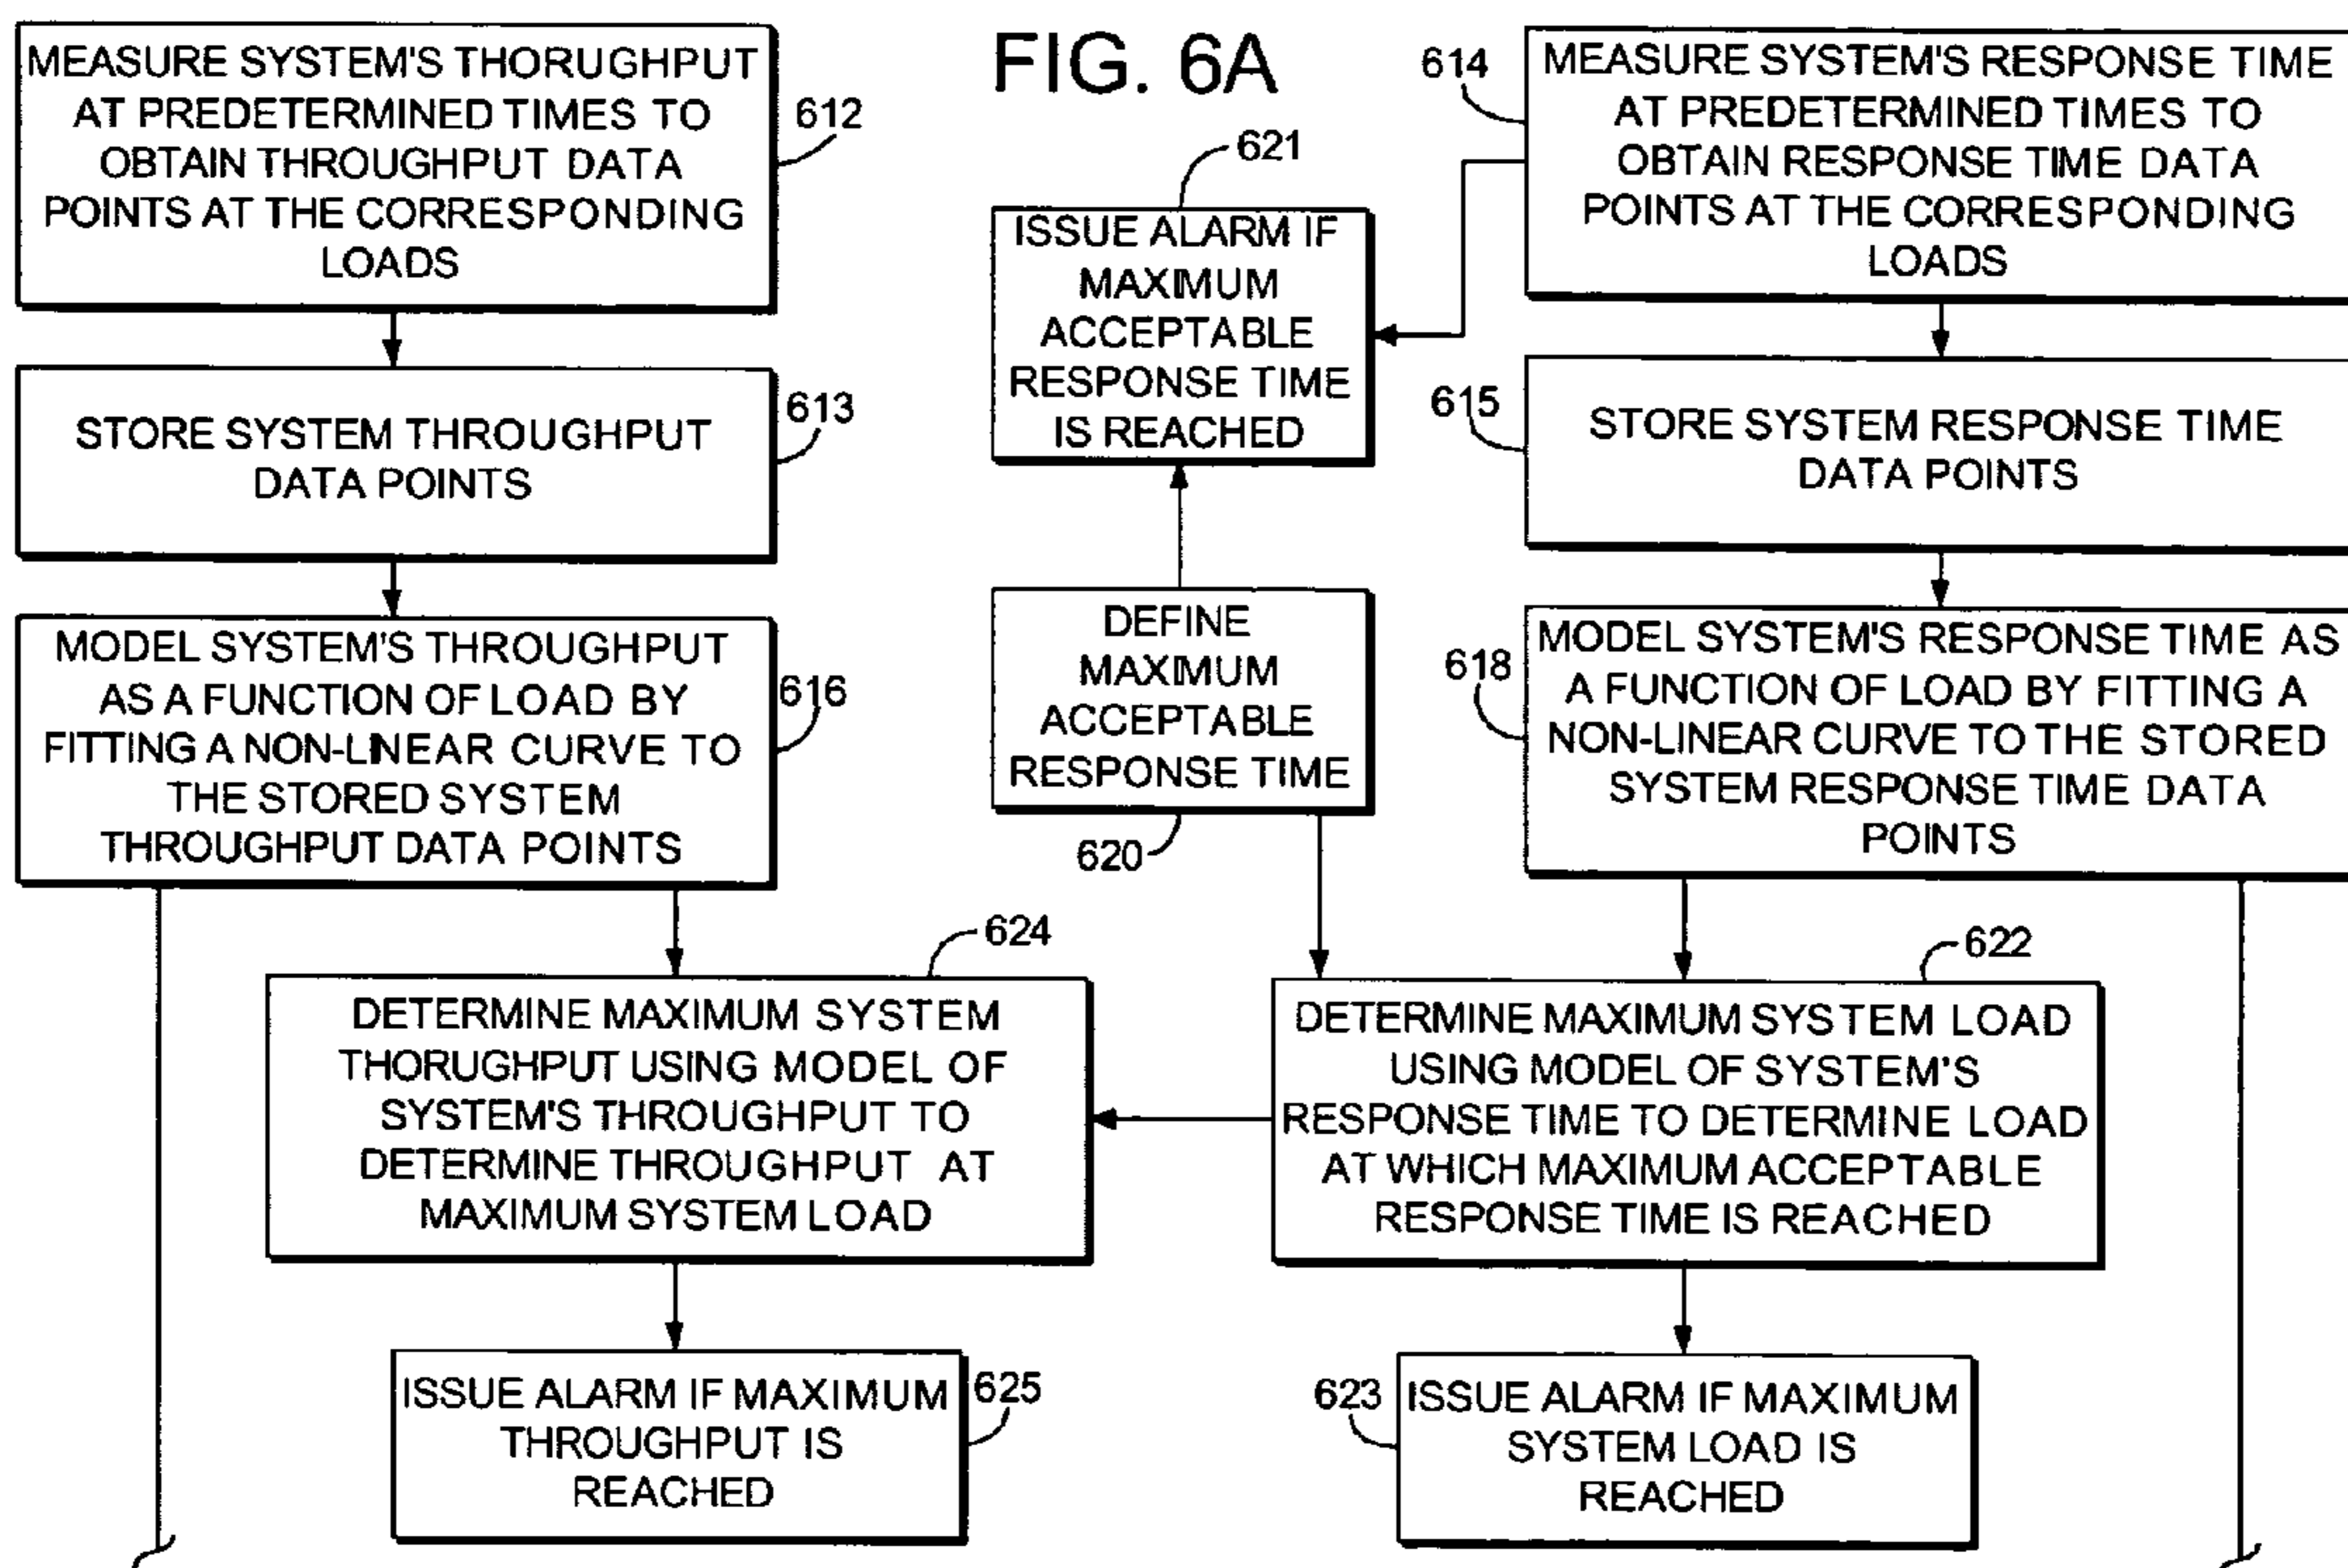 FIG. 6A
MEASURE SYSTEM'S THORUGHPUT
AT PREDETERMINED TIMES TO
OBTAIN THROUGHPUT DATA
POINTS AT THE CORRESPONDING
LOADS
612
STORE SYSTEM THROUGHPUT
DATA POINTS
613
MODEL SYSTEM'S THROUGHPUT
AS A FUNCTION OF LOAD BY
FITTING A NON-LINEAR CURVE TO
THE STORED SYSTEM
THROUGHPUT DATA POINTS
616
621
ISSUE ALARM IF
MAXIMUM
ACCEPTABLE
RESPONSE TIME
IS REACHED
DEFINE
MAXIMUM
ACCEPTABLE
RESPONSE TIME
620
614
MEASURE SYSTEM'S RESPONSE TIME
AT PREDETERMINED TIMES TO
OBTAIN RESPONSE TIME DATA
POINTS AT THE CORRESPONDING
LOADS
615
STORE SYSTEM RESPONSE TIME
DATA POINTS
618
MODEL SYSTEM'S RESPONSE TIME AS
A FUNCTION OF LOAD BY FITTING A
NON-LINEAR CURVE TO THE STORED
SYSTEM RESPONSE TIME DATA
POINTS
624
DETERMINE MAXIMUM SYSTEM
THORUGHPUT USING MODEL OF
SYSTEM'S THROUGHPUT TO
DETERMINE THROUGHPUT AT
MAXIMUM SYSTEM LOAD
622
DETERMINE MAXIMUM SYSTEM LOAD
USING MODEL OF SYSTEM'S
RESPONSE TIME TO DETERMINE LOAD
AT WHICH MAXIMUM ACCEPTABLE
RESPONSE TIME IS REACHED
ISSUE ALARM IF MAXIMUM
THROUGHPUT IS
REACHED
625
623
ISSUE ALARM IF MAXIMUM
SYSTEM LOAD IS
REACHED